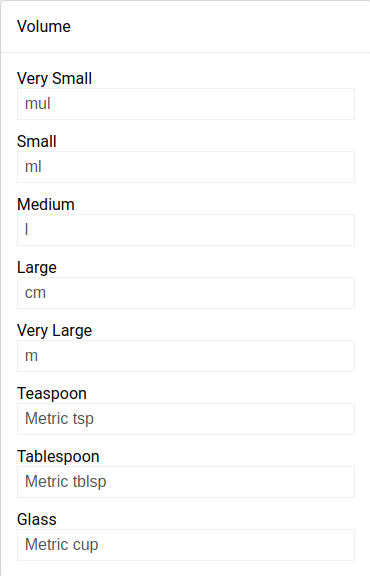 Volume
Very Small
mul
Small
ml
Medium
l
Large
cm
Very Large
m
Teaspoon
Metric tsp
Tablespoon
Metric tblsp
Glass
Metric cup